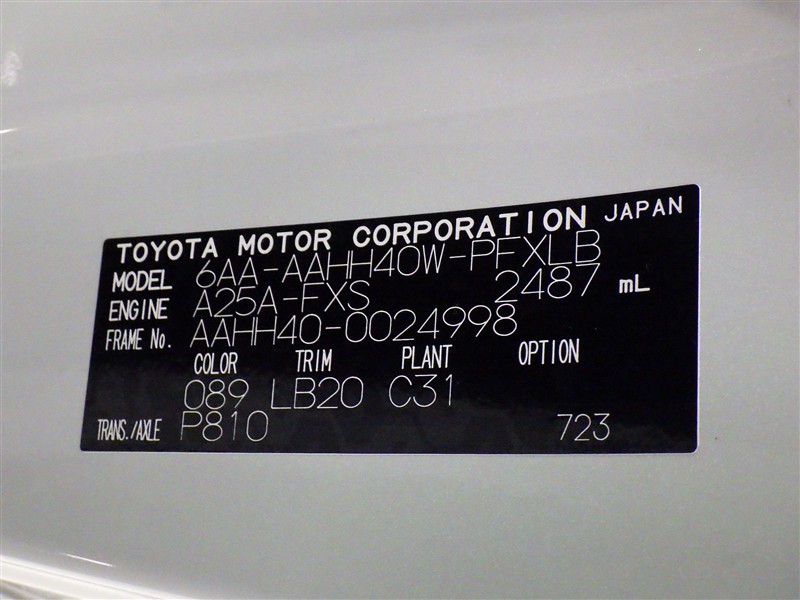 TOYOTA MOTOR CORPORATION JAPAN
MODEL 6AA-AAHH40W-PFXLB
ENGINE A25A-FXS 2487 mL
FRAME No. AAHH40-0024998
COLOR TRIM PLANT OPTION
089 LB20 C31
TRANS./AXLE P810 723